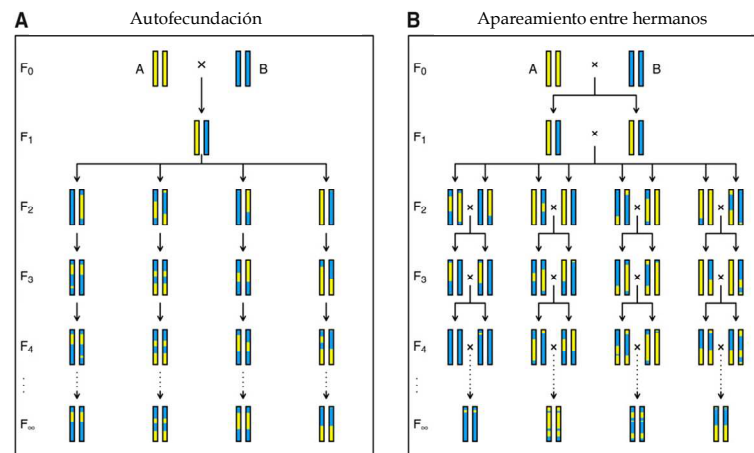 A Autofecundación
F0 A × B
F1
F2
F3
F4
F∞
B Apareamiento entre hermanos
F0 A × B
F1 ×
F2 × × × ×
F3 × × × ×
F4 × × × ×
F∞